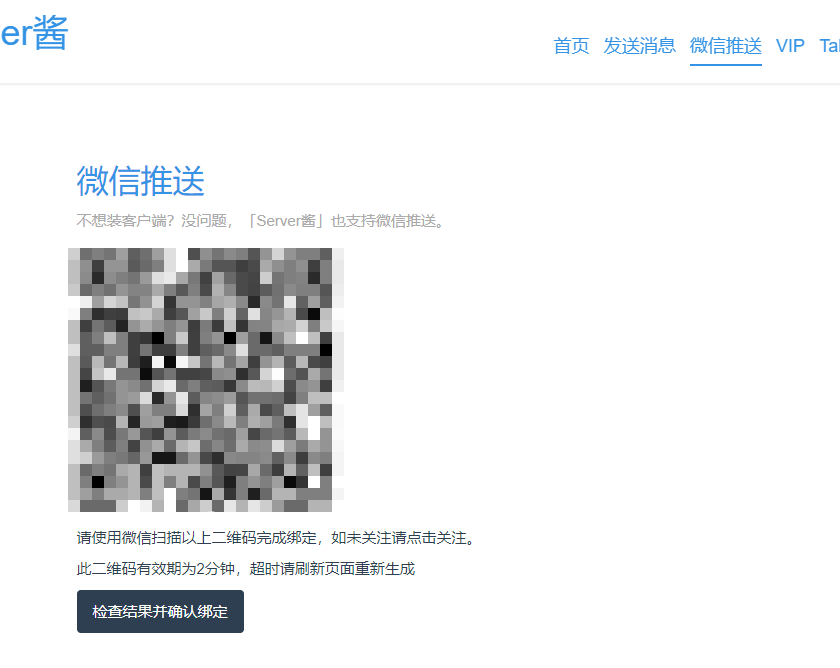 er酱
首页 发送消息 微信推送 VIP Tal
微信推送
不想装客户端？没问题，「Server酱」也支持微信推送。
请使用微信扫描以上二维码完成绑定，如未关注请点击关注。
此二维码有效期为2分钟，超时请刷新页面重新生成
检查结果并确认绑定